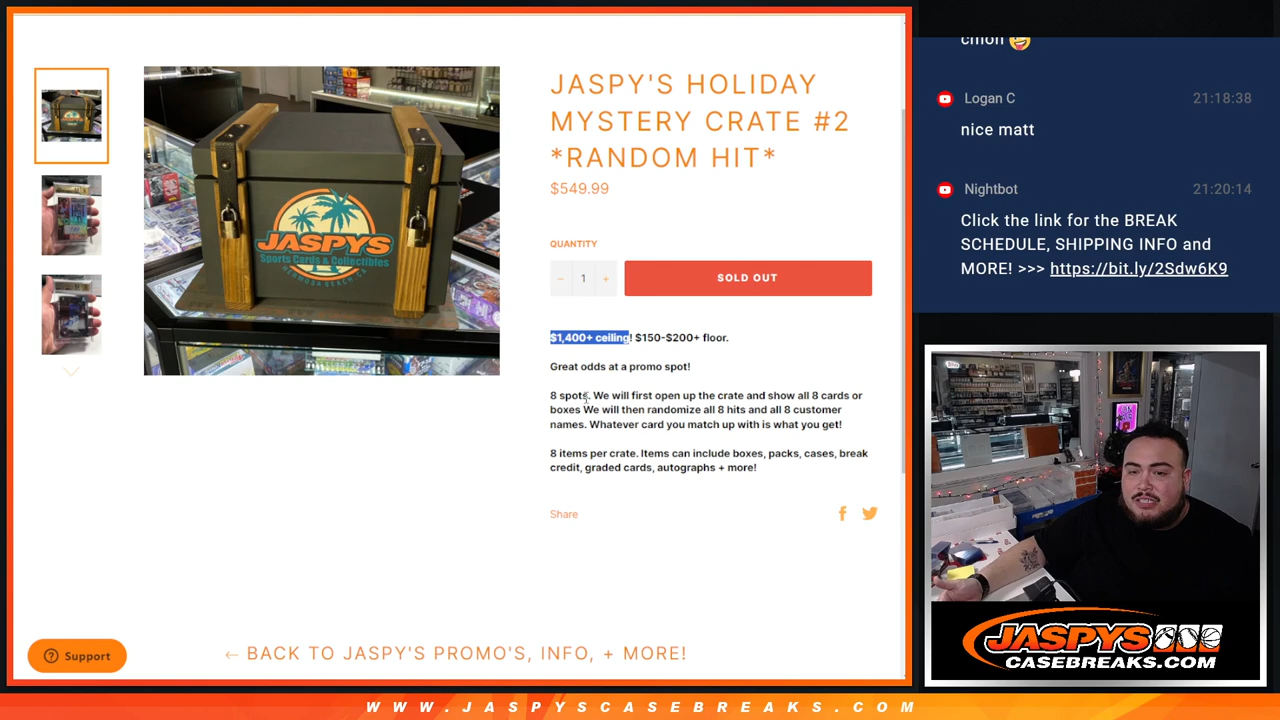 JASPY'S HOLIDAY
MYSTERY CRATE #2
*RANDOM HIT*
$549.99
QUANTITY
− 1 +
SOLD OUT
$1,400+ ceiling! $150-$200+ floor.
Great odds at a promo spot!
8 spots. We will first open up the crate and show all 8 cards or
boxes We will then randomize all 8 hits and all 8 customer
names. Whatever card you match up with is what you get!
8 items per crate. Items can include boxes, packs, cases, break
credit, graded cards, autographs + more!
Share
Support
← BACK TO JASPY'S PROMO'S, INFO, + MORE!
JASPYS
Sports Cards & Collectibles
HERMOSA BEACH, CA
cmon 🤪
Logan C 21:18:38
nice matt
Nightbot 21:20:14
Click the link for the BREAK
SCHEDULE, SHIPPING INFO and
MORE! >>> https://bit.ly/2Sdw6K9
JASPYS
CASEBREAKS.COM
WWW.JASPYSCASEBREAKS.COM